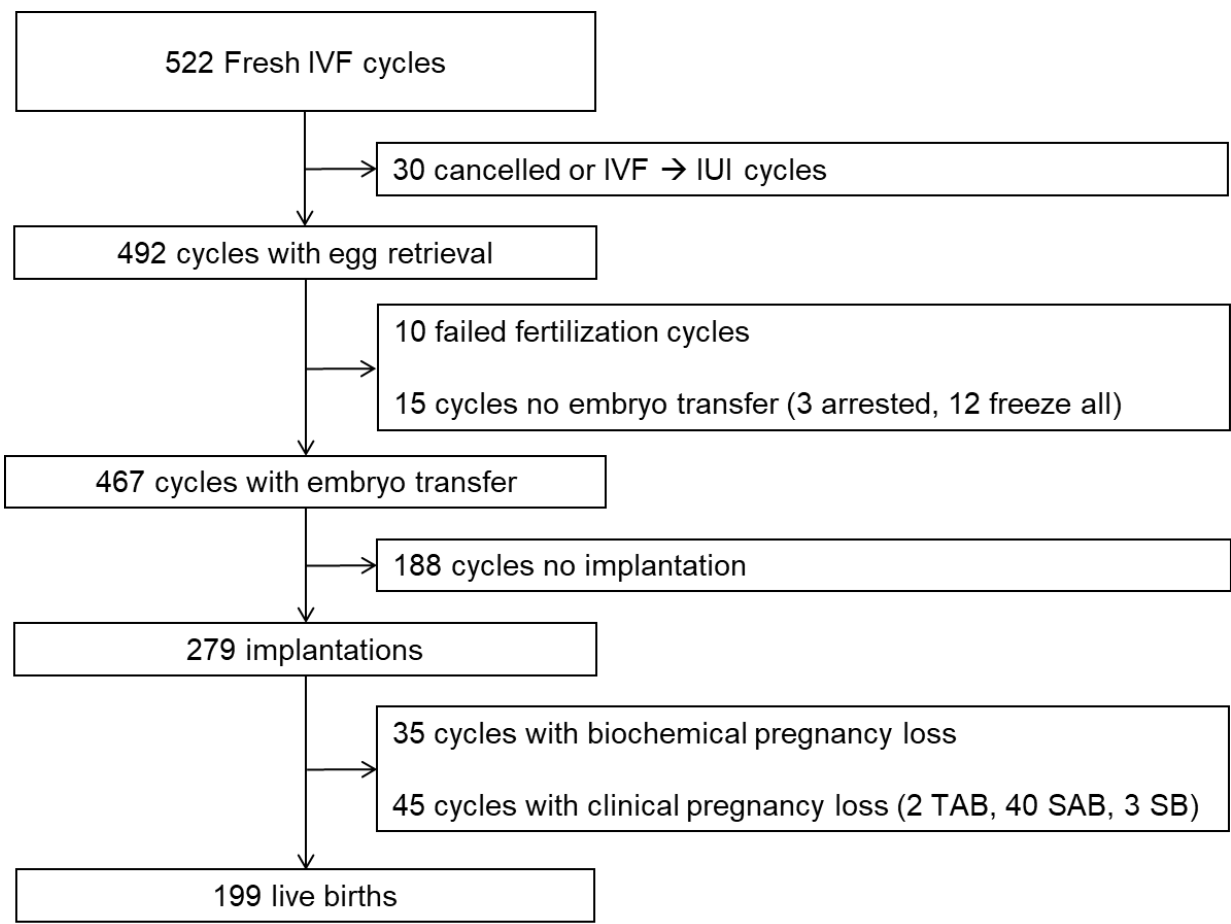 522 Fresh IVF cycles
30 cancelled or IVF → IUI cycles
492 cycles with egg retrieval
10 failed fertilization cycles
15 cycles no embryo transfer (3 arrested, 12 freeze all)
467 cycles with embryo transfer
188 cycles no implantation
279 implantations
35 cycles with biochemical pregnancy loss
45 cycles with clinical pregnancy loss (2 TAB, 40 SAB, 3 SB)
199 live births